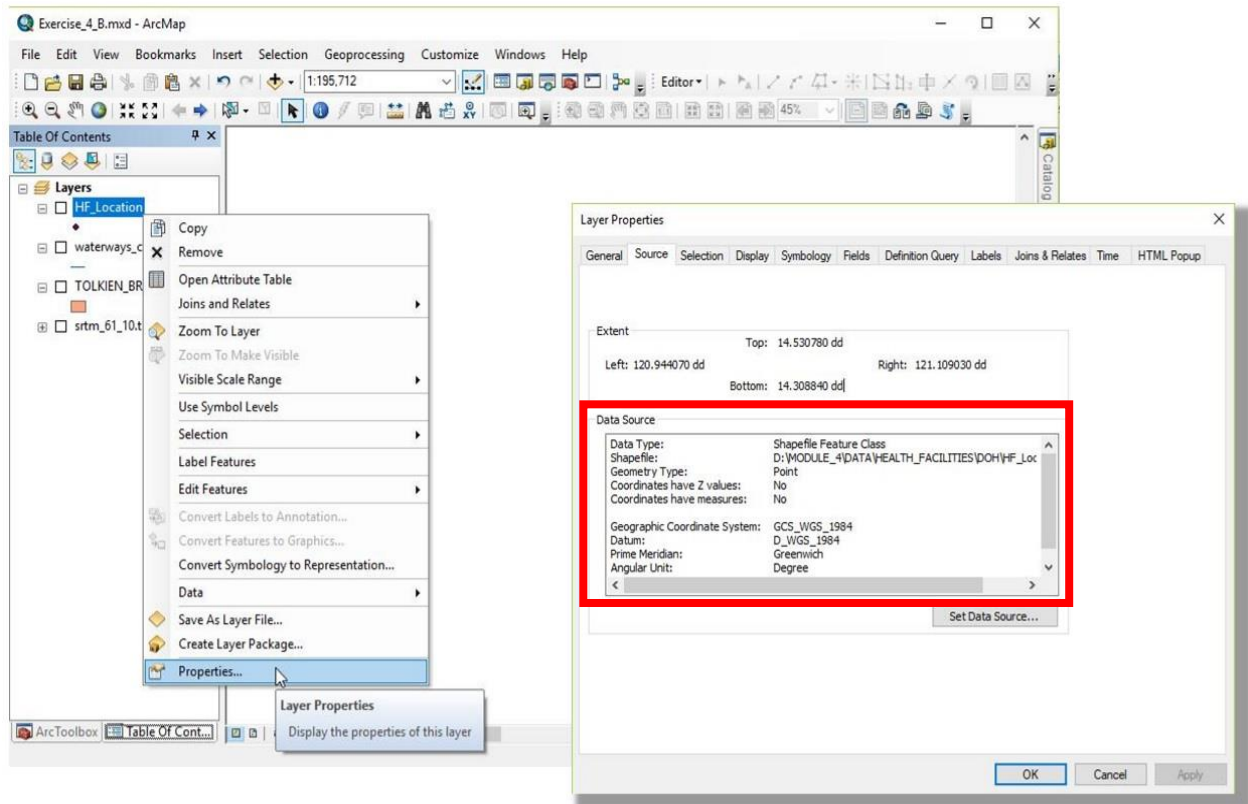 Exercise_4_B.mxd - ArcMap
File Edit View Bookmarks Insert Selection Geoprocessing Customize Windows Help
1:195,712
Editor
45%
Table Of Contents
Catalog
Layers
HF_Location
waterways_c
TOLKIEN_BR
srtm_61_10.t
Copy
Remove
Open Attribute Table
Joins and Relates
Zoom To Layer
Zoom To Make Visible
Visible Scale Range
Use Symbol Levels
Selection
Label Features
Edit Features
Convert Labels to Annotation...
Convert Features to Graphics...
Convert Symbology to Representation...
Data
Save As Layer File...
Create Layer Package...
Properties...
Layer Properties
Display the properties of this layer
ArcToolbox Table Of Cont...
Layer Properties
General Source Selection Display Symbology Fields Definition Query Labels Joins & Relates Time HTML Popup
Extent
Top: 14.530780 dd
Left: 120.944070 dd Right: 121.109030 dd
Bottom: 14.308840 dd
Data Source
Data Type: Shapefile Feature Class
Shapefile: D:\MODULE_4\DATA\HEALTH_FACILITIES\DOH\HF_Loc
Geometry Type: Point
Coordinates have Z values: No
Coordinates have measures: No
Geographic Coordinate System: GCS_WGS_1984
Datum: D_WGS_1984
Prime Meridian: Greenwich
Angular Unit: Degree
Set Data Source...
OK Cancel Apply